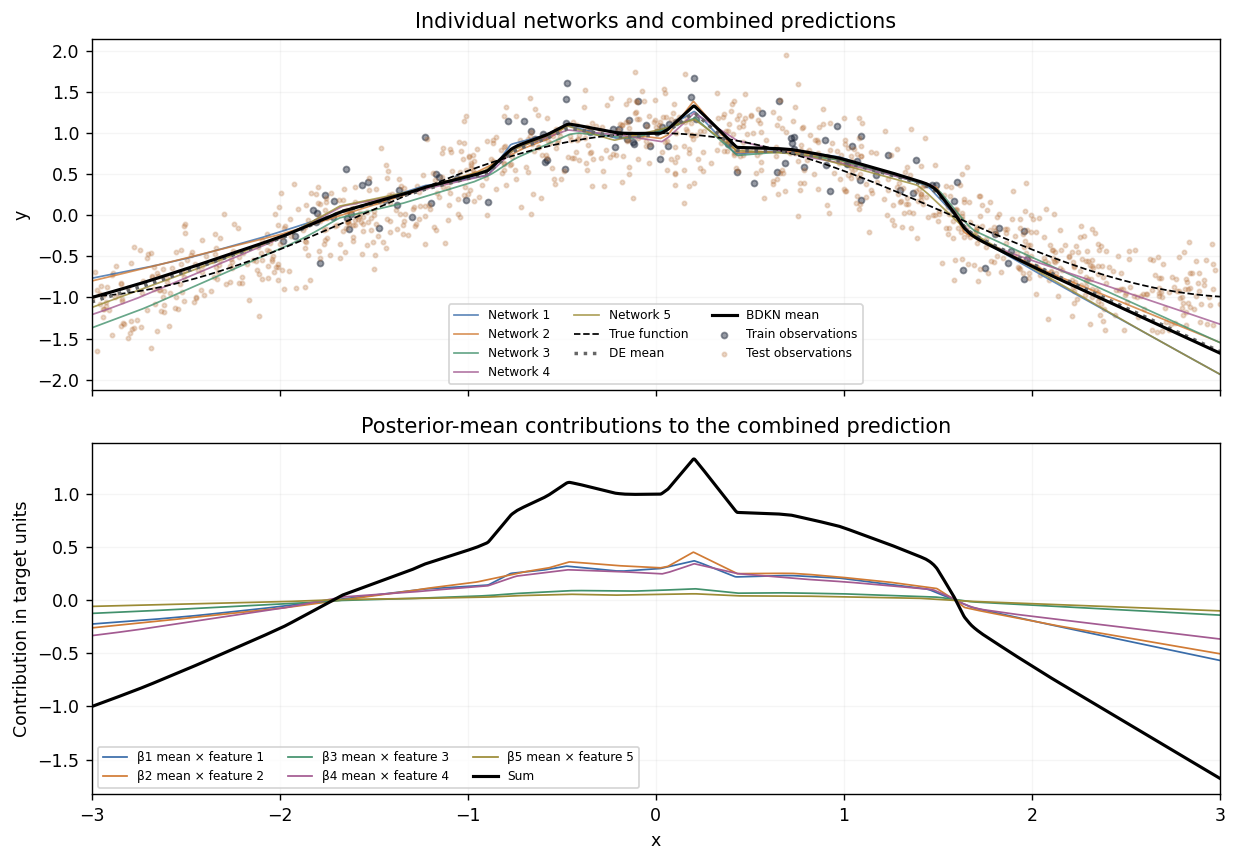 Individual networks and combined predictions
2.0
1.5
1.0
0.5
0.0
−0.5
−1.0
−1.5
−2.0
y
Network 1
Network 2
Network 3
Network 4
Network 5
True function
DE mean
BDKN mean
Train observations
Test observations
Posterior-mean contributions to the combined prediction
1.0
0.5
0.0
−0.5
−1.0
−1.5
Contribution in target units
β1 mean × feature 1
β2 mean × feature 2
β3 mean × feature 3
β4 mean × feature 4
β5 mean × feature 5
Sum
−3
−2
−1
0
1
2
3
x